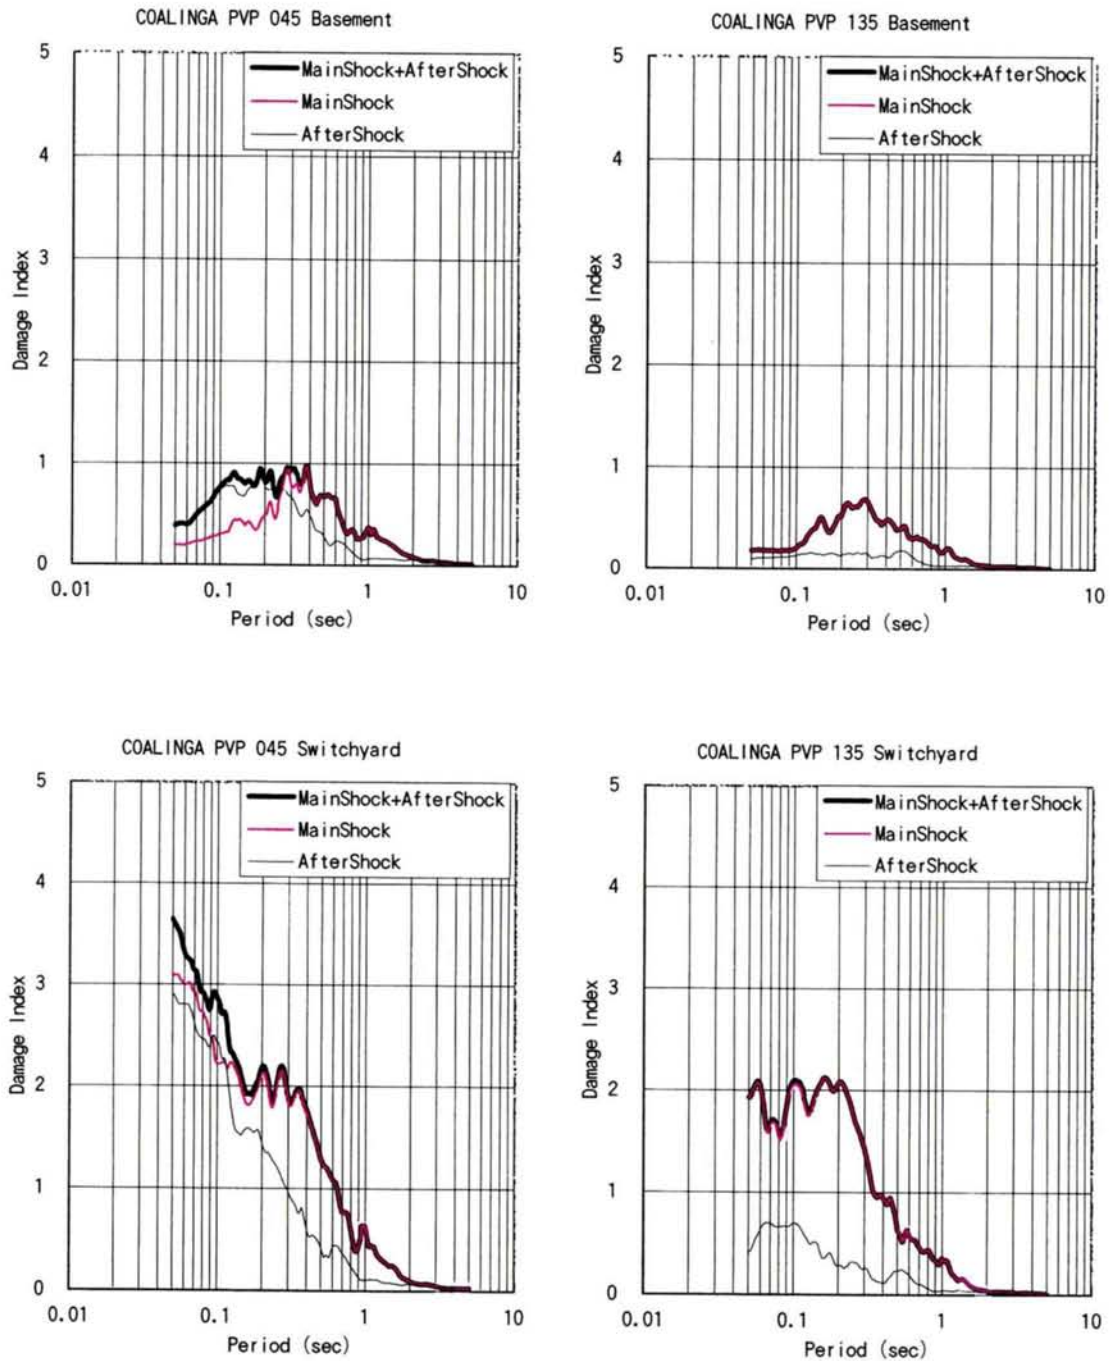 COALINGA PVP 045 Basement
5
4
3
2
1
0
Damage Index
MainShock+AfterShock
MainShock
AfterShock
0.01 0.1 1 10
Period (sec)
COALINGA PVP 135 Basement
5
4
3
2
1
0
Damage Index
MainShock+AfterShock
MainShock
AfterShock
0.01 0.1 1 10
Period (sec)
COALINGA PVP 045 Switchyard
5
4
3
2
1
0
Damage Index
MainShock+AfterShock
MainShock
AfterShock
0.01 0.1 1 10
Period (sec)
COALINGA PVP 135 Switchyard
5
4
3
2
1
0
Damage Index
MainShock+AfterShock
MainShock
AfterShock
0.01 0.1 1 10
Period (sec)